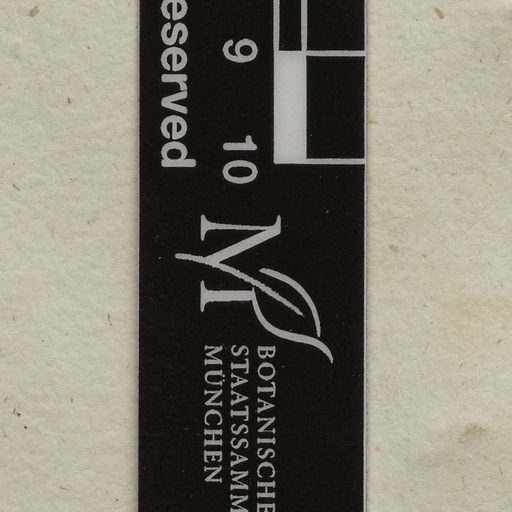 eserved
9
10
M
BOTANISCHE
STAATSSAMM
MÜNCHEN